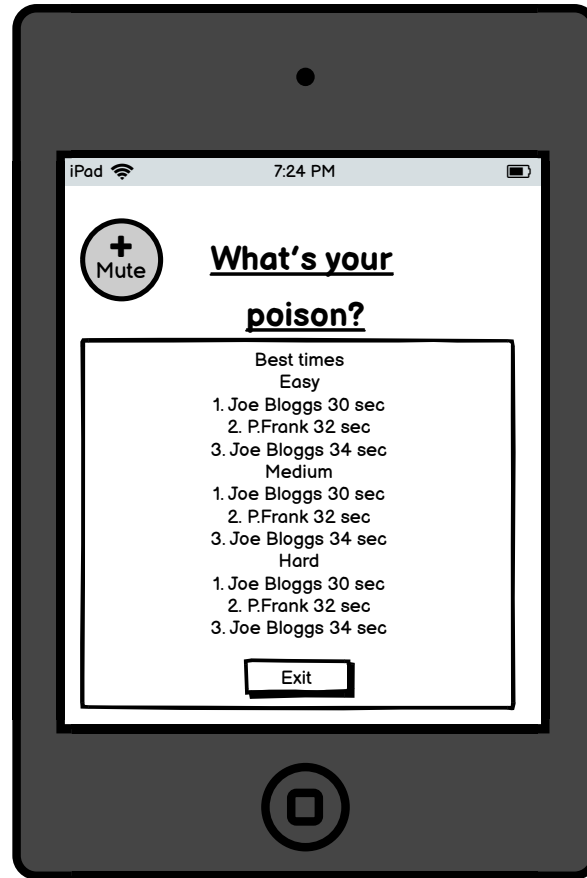 iPad 7:24 PM
+
Mute
What's your
poison?
Best times
Easy
1. Joe Bloggs 30 sec
2. P.Frank 32 sec
3. Joe Bloggs 34 sec
Medium
1. Joe Bloggs 30 sec
2. P.Frank 32 sec
3. Joe Bloggs 34 sec
Hard
1. Joe Bloggs 30 sec
2. P.Frank 32 sec
3. Joe Bloggs 34 sec
Exit